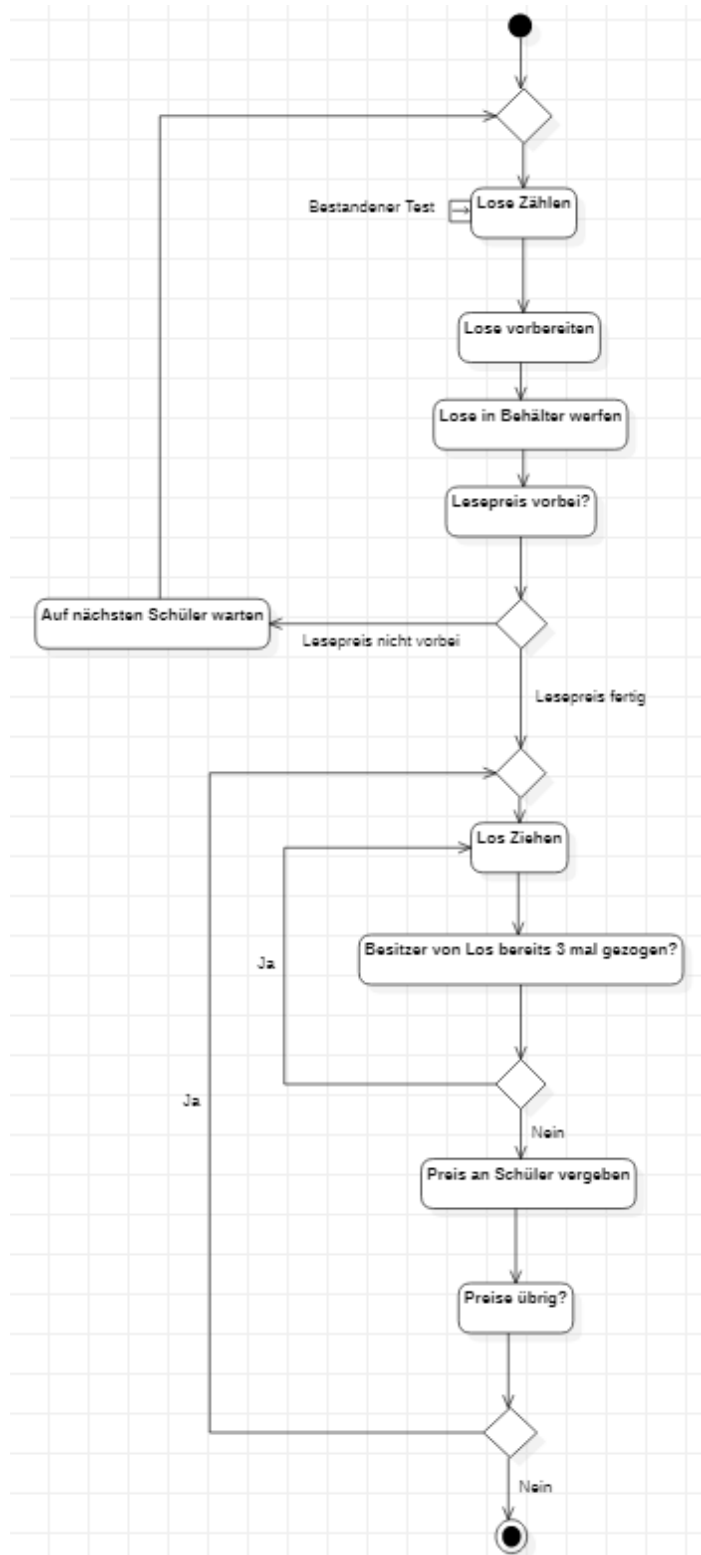 Bestandener Test
Lose Zählen
Lose vorbereiten
Lose in Behälter werfen
Lesepreis vorbei?
Auf nächsten Schüler warten
Lesepreis nicht vorbei
Lesepreis fertig
Los Ziehen
Besitzer von Los bereits 3 mal gezogen?
Ja
Ja
Nein
Preis an Schüler vergeben
Preise übrig?
Nein